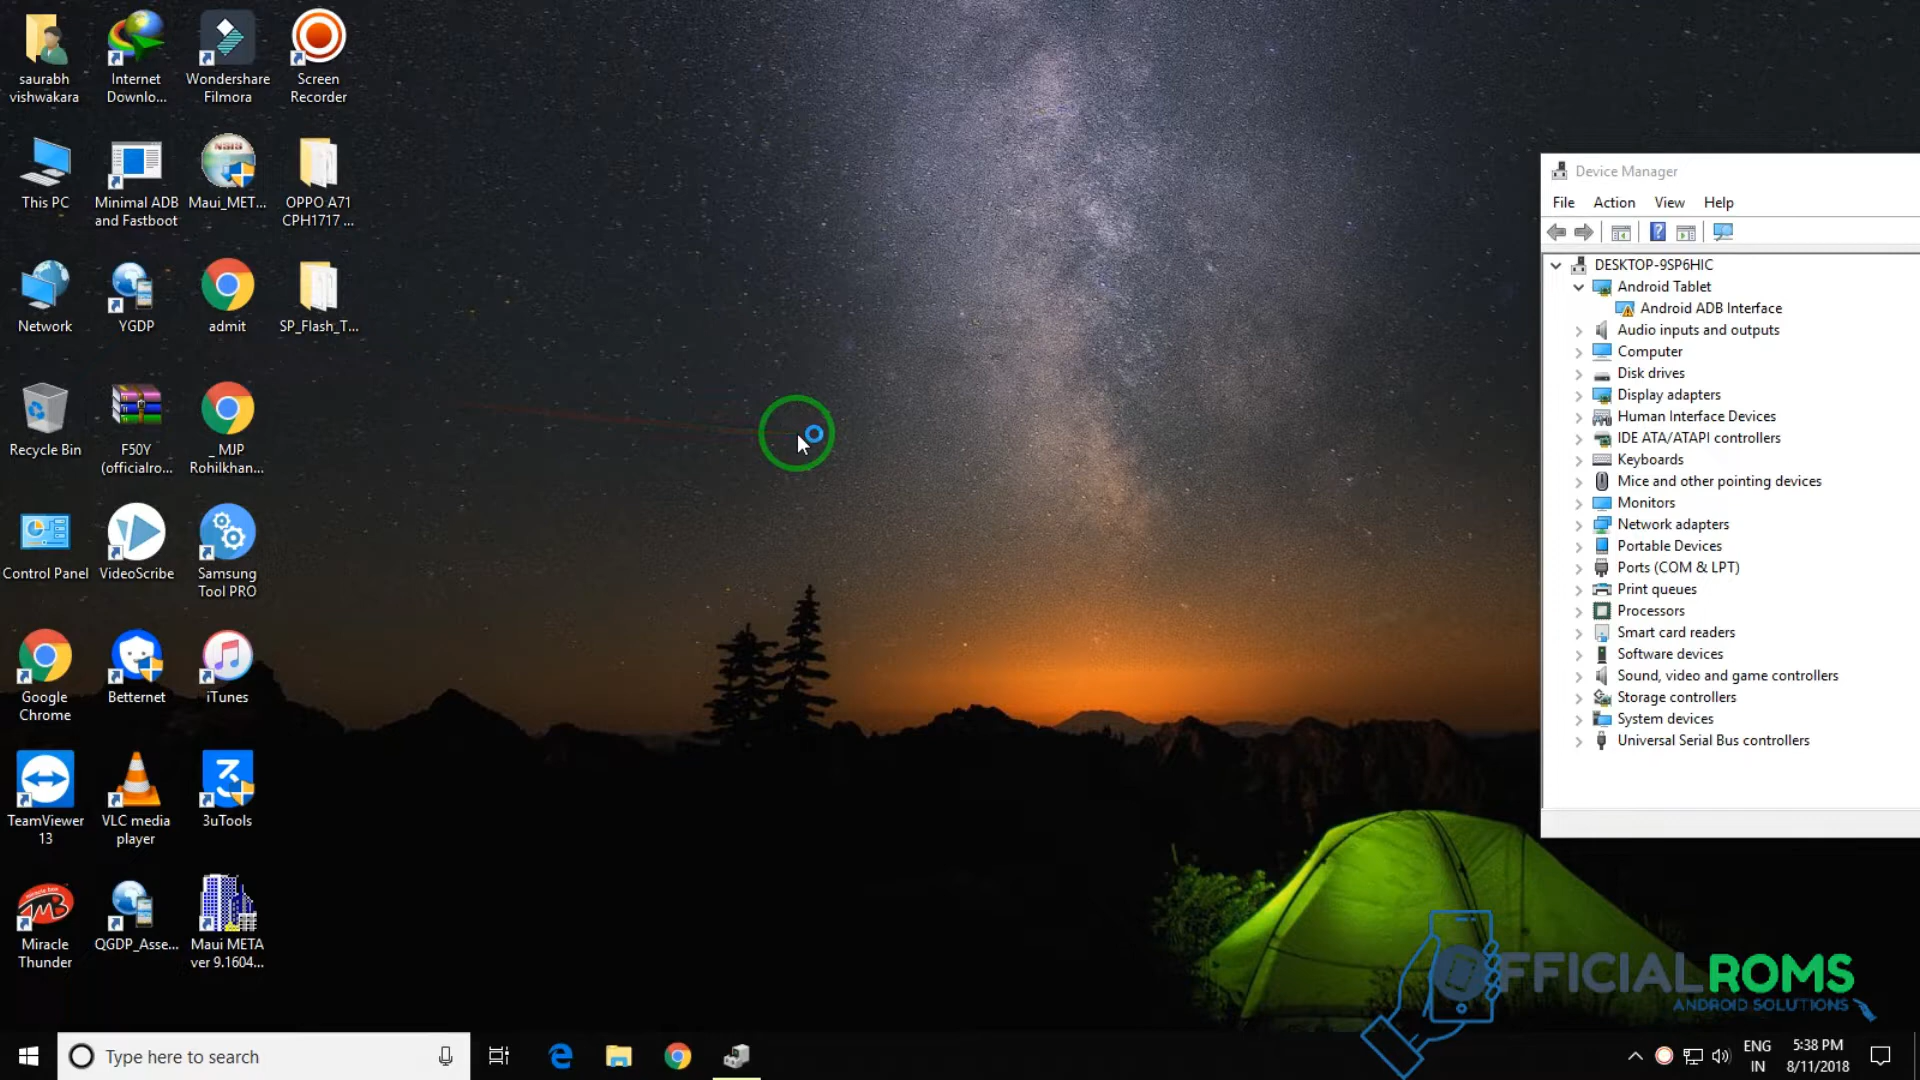 saurabh
vishwakara
Internet
Downlo...
Wondershare
Filmora
Screen
Recorder
This PC
Minimal ADB
and Fastboot
Maui_MET...
OPPO A71
CPH1717 ...
Network
YGDP
admit
SP_Flash_T...
Recycle Bin
F50Y
(officialro...
_ MJP
Rohilkhan...
Control Panel
VideoScribe
Samsung
Tool PRO
Google
Chrome
Betternet
iTunes
TeamViewer
13
VLC media
player
3uTools
Miracle
Thunder
QGDP_Asse...
Maui META
ver 9.1604...
Device Manager
File Action View Help
DESKTOP-9SP6HIC
Android Tablet
Android ADB Interface
Audio inputs and outputs
Computer
Disk drives
Display adapters
Human Interface Devices
IDE ATA/ATAPI controllers
Keyboards
Mice and other pointing devices
Monitors
Network adapters
Portable Devices
Ports (COM & LPT)
Print queues
Processors
Smart card readers
Software devices
Sound, video and game controllers
Storage controllers
System devices
Universal Serial Bus controllers
OFFICIALROMS
ANDROID SOLUTIONS
Type here to search
ENG
IN
5:38 PM
8/11/2018